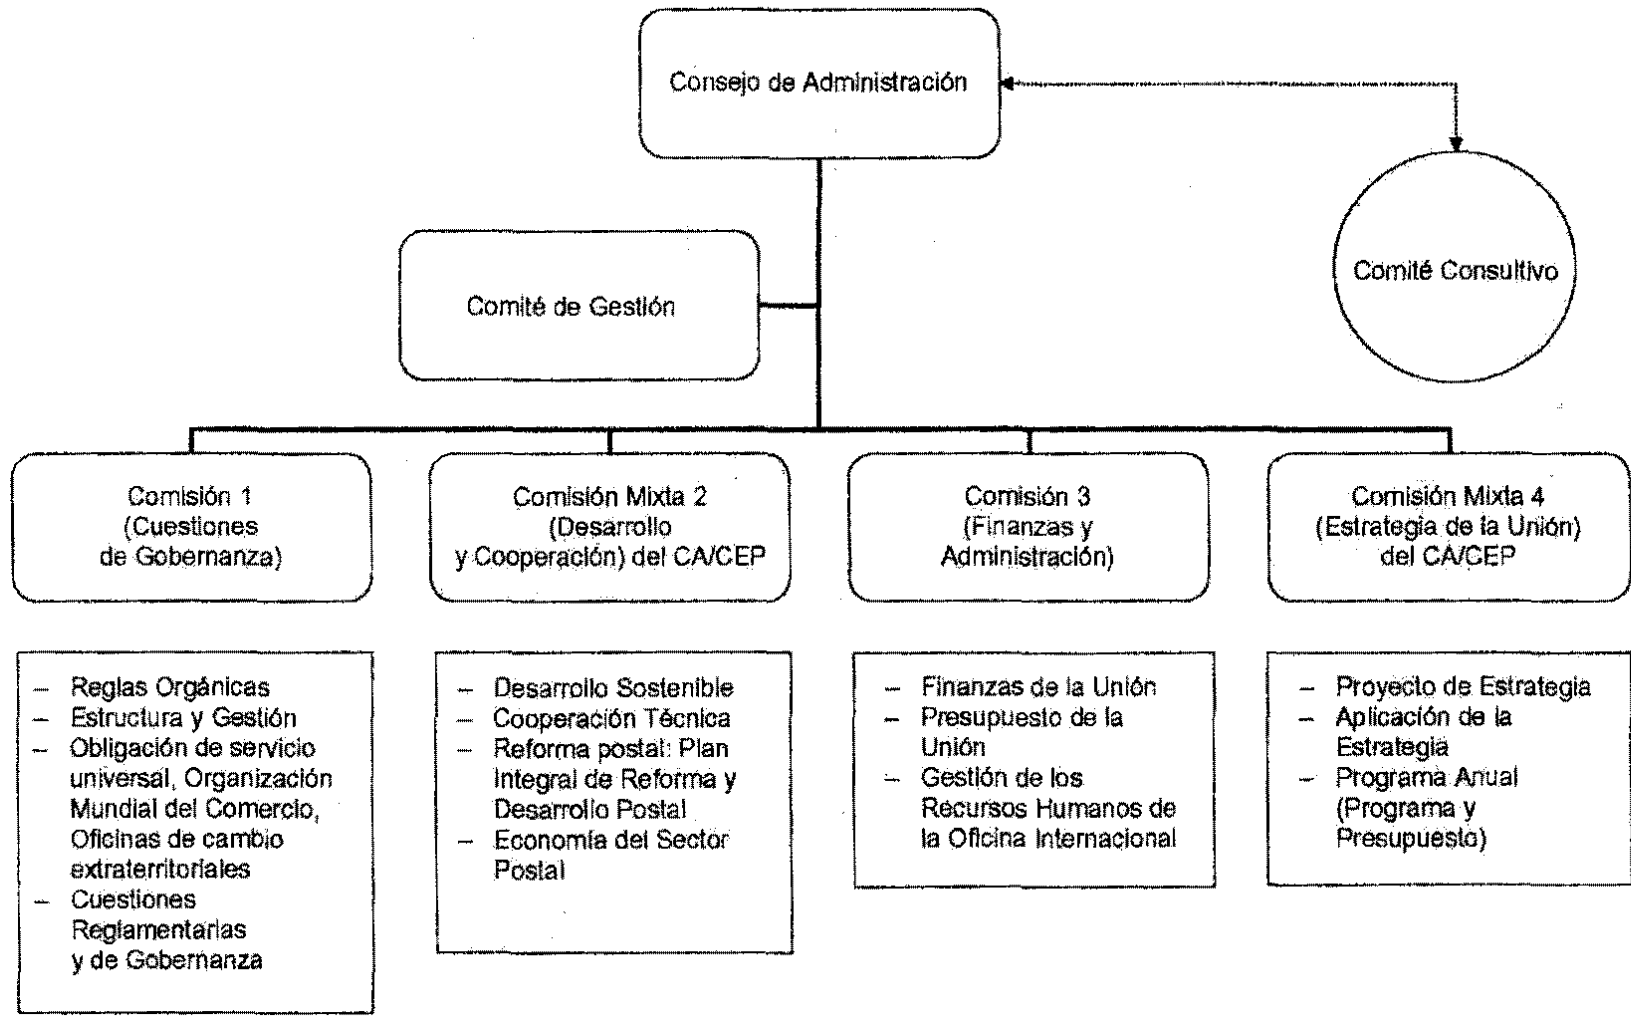 Consejo de Administración
Comité Consultivo
Comité de Gestión
Comisión 1
(Cuestiones
de Gobernanza)
Comisión Mixta 2
(Desarrollo
y Cooperación) del CA/CEP
Comisión 3
(Finanzas y
Administración)
Comisión Mixta 4
(Estrategia de la Unión)
del CA/CEP
– Reglas Orgánicas
– Estructura y Gestión
– Obligación de servicio
universal, Organización
Mundial del Comercio,
Oficinas de cambio
extraterritoriales
– Cuestiones
Reglamentarias
y de Gobernanza
– Desarrollo Sostenible
– Cooperación Técnica
– Reforma postal: Plan
Integral de Reforma y
Desarrollo Postal
– Economía del Sector
Postal
– Finanzas de la Unión
– Presupuesto de la
Unión
– Gestión de los
Recursos Humanos de
la Oficina Internacional
– Proyecto de Estrategia
– Aplicación de la
Estrategia
– Programa Anual
(Programa y
Presupuesto)